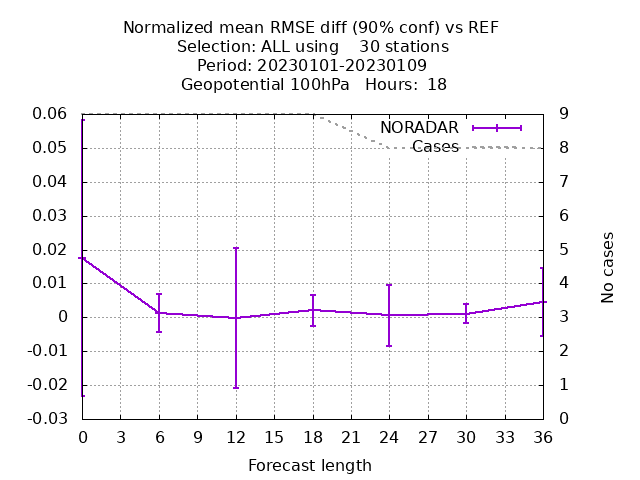 Normalized mean RMSE diff (90% conf) vs REF
Selection: ALL using    30 stations
Period: 20230101-20230109
Geopotential 100hPa   Hours:  18
NORADAR
Cases
0.06
0.05
0.04
0.03
0.02
0.01
0
-0.01
-0.02
-0.03
9
8
7
6
5
4
3
2
1
0
No cases
0 3 6 9 12 15 18 21 24 27 30 33 36
Forecast length